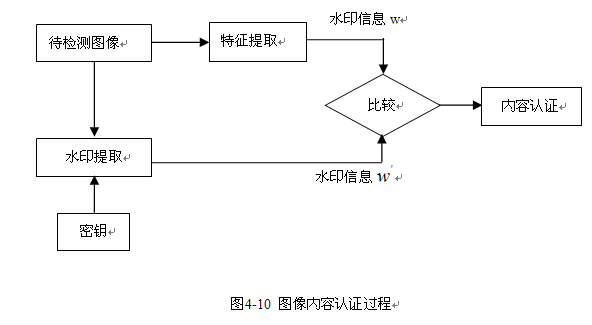 水印信息 w
待检测图像
特征提取
比较
内容认证
水印提取
水印信息 w'
密钥
图4-10 图像内容认证过程